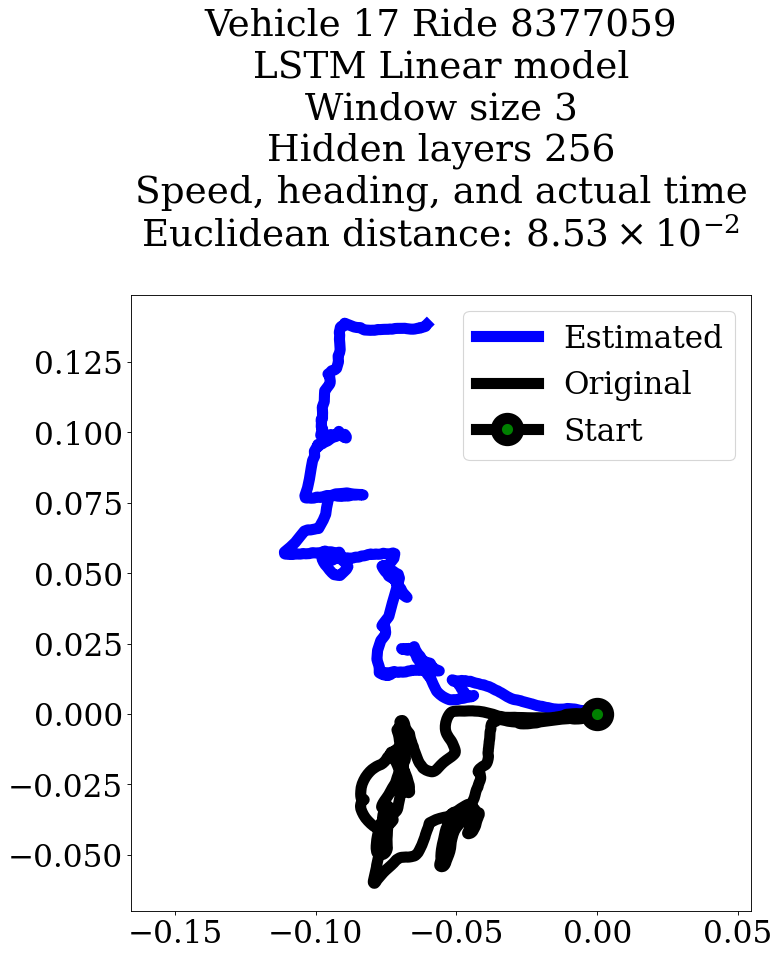 Vehicle 17 Ride 8377059
LSTM Linear model
Window size 3
Hidden layers 256
Speed, heading, and actual time
Euclidean distance: 8.53 × 10⁻²
Estimated
Original
Start
0.125
0.100
0.075
0.050
0.025
0.000
−0.025
−0.050
−0.15 −0.10 −0.05 0.00 0.05